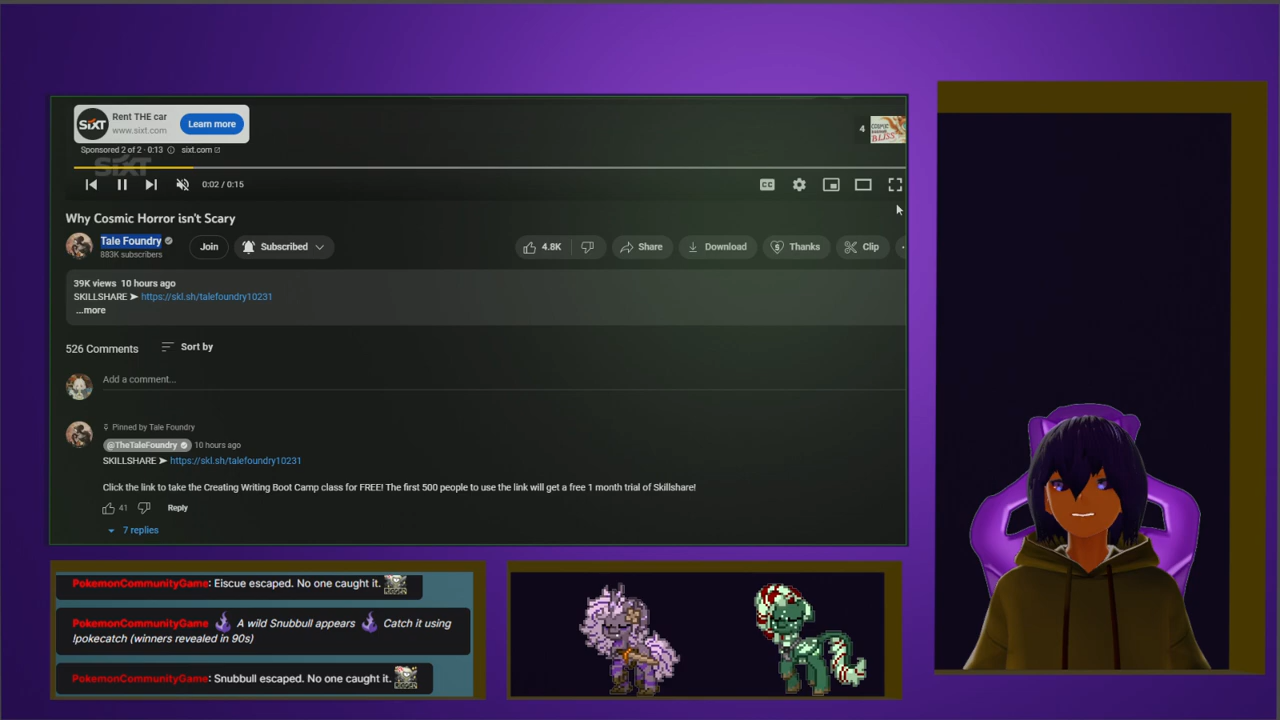 SIXT
Rent THE car
www.sixt.com
Learn more
Sponsored 2 of 2 · 0:13 sixt.com
SIXT
4
COSMIC
BLISS
0:02 / 0:15
CC
Why Cosmic Horror isn't Scary
Tale Foundry
883K subscribers
Join
Subscribed
4.8K
Share
Download
Thanks
Clip
39K views 10 hours ago
SKILLSHARE ➤ https://skl.sh/talefoundry10231
...more
526 Comments
Sort by
Add a comment...
Pinned by Tale Foundry
@TheTaleFoundry 10 hours ago
SKILLSHARE ➤ https://skl.sh/talefoundry10231
Click the link to take the Creating Writing Boot Camp class for FREE! The first 500 people to use the link will get a free 1 month trial of Skillshare!
41
Reply
7 replies
PokemonCommunityGame: Eiscue escaped. No one caught it.
PokemonCommunityGame A wild Snubbull appears Catch it using
!pokecatch (winners revealed in 90s)
PokemonCommunityGame: Snubbull escaped. No one caught it.